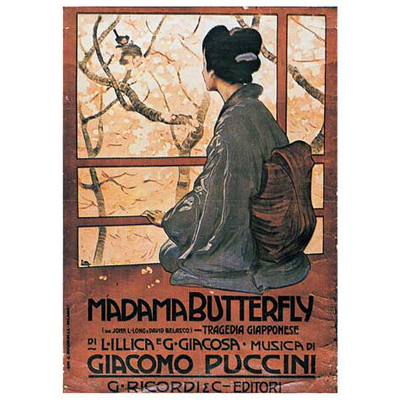 MADAMA BUTTERFLY
(DA JOHN L·LONG & DAVID BELASCO) — TRAGEDIA GIAPPONESE
DI L·ILLICA E G·GIACOSA · MUSICA DI
GIACOMO PUCCINI
G·RICORDI & C- EDITORI